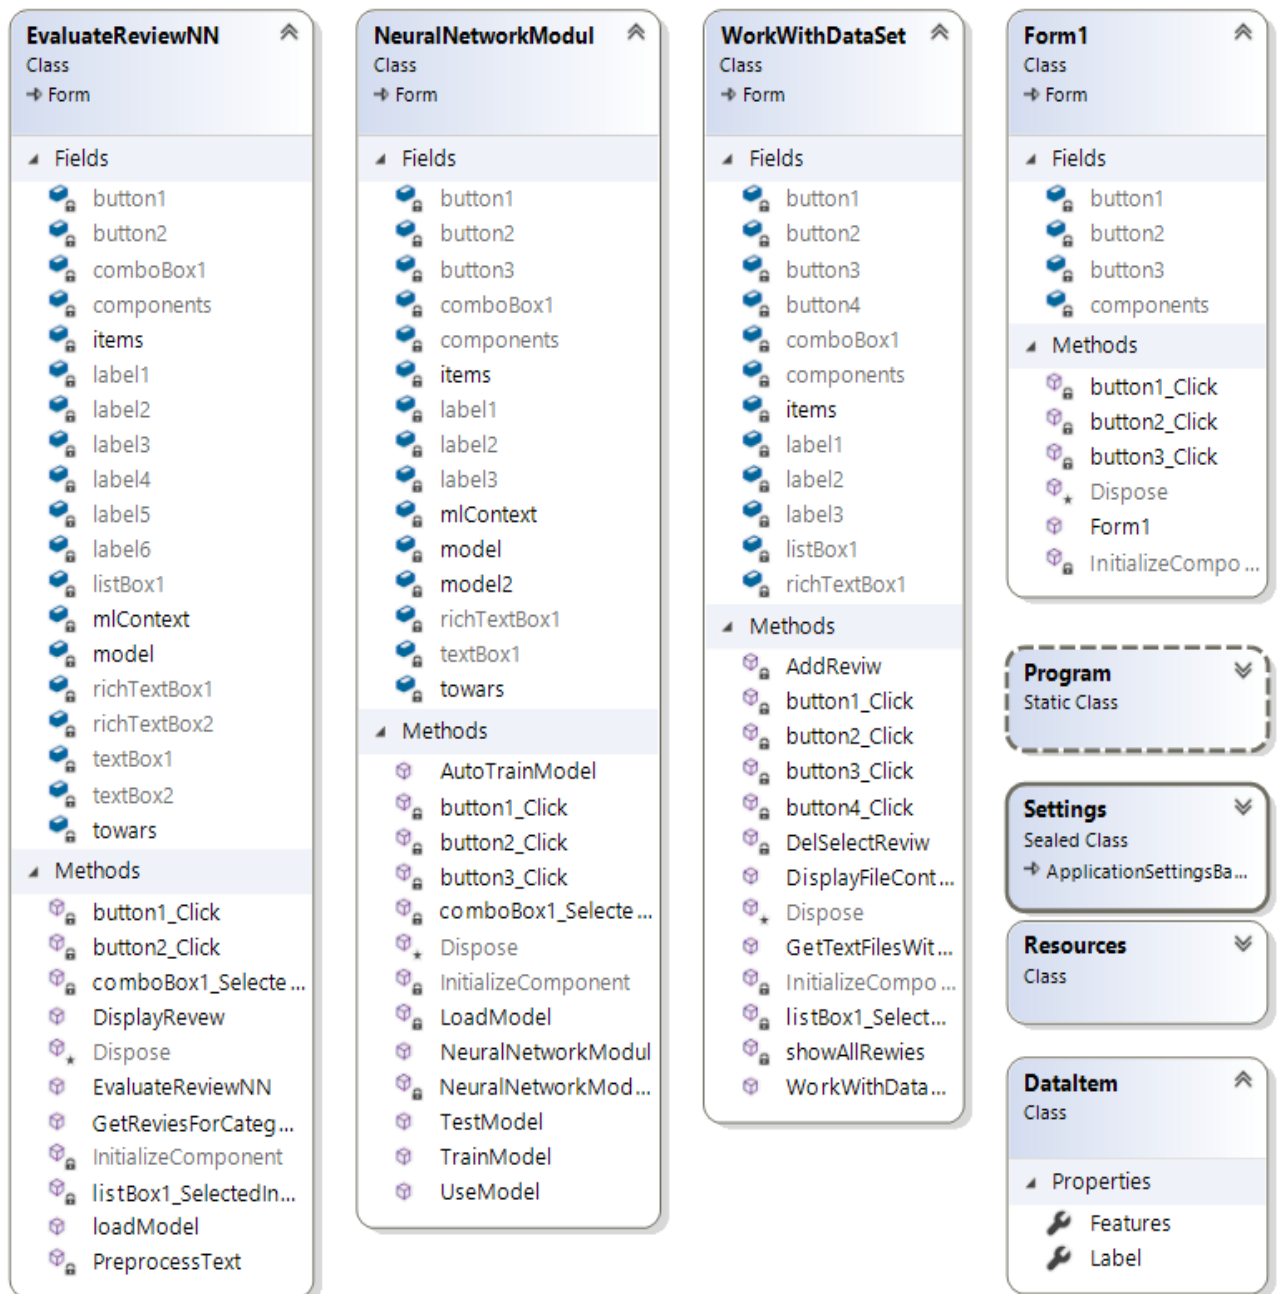 EvaluateReviewNN
Class
Form
Fields
button1
button2
comboBox1
components
items
label1
label2
label3
label4
label5
label6
listBox1
mlContext
model
richTextBox1
richTextBox2
textBox1
textBox2
towars
Methods
button1_Click
button2_Click
comboBox1_Selecte...
DisplayRevew
Dispose
EvaluateReviewNN
GetReviesForCateg...
InitializeComponent
listBox1_SelectedIn...
loadModel
PreprocessText
NeuralNetworkModul
Class
Form
Fields
button1
button2
button3
comboBox1
components
items
label1
label2
label3
mlContext
model
model2
richTextBox1
textBox1
towars
Methods
AutoTrainModel
button1_Click
button2_Click
button3_Click
comboBox1_Selecte...
Dispose
InitializeComponent
LoadModel
NeuralNetworkModul
NeuralNetworkMod...
TestModel
TrainModel
UseModel
WorkWithDataSet
Class
Form
Fields
button1
button2
button3
button4
comboBox1
components
items
label1
label2
label3
listBox1
richTextBox1
Methods
AddReviw
button1_Click
button2_Click
button3_Click
button4_Click
DelSelectReviw
DisplayFileCont...
Dispose
GetTextFilesWit...
InitializeCompo...
listBox1_Select...
showAllRewies
WorkWithData...
Form1
Class
Form
Fields
button1
button2
button3
components
Methods
button1_Click
button2_Click
button3_Click
Dispose
Form1
InitializeCompo...
Program
Static Class
Settings
Sealed Class
ApplicationSettingsBa...
Resources
Class
DataItem
Class
Properties
Features
Label